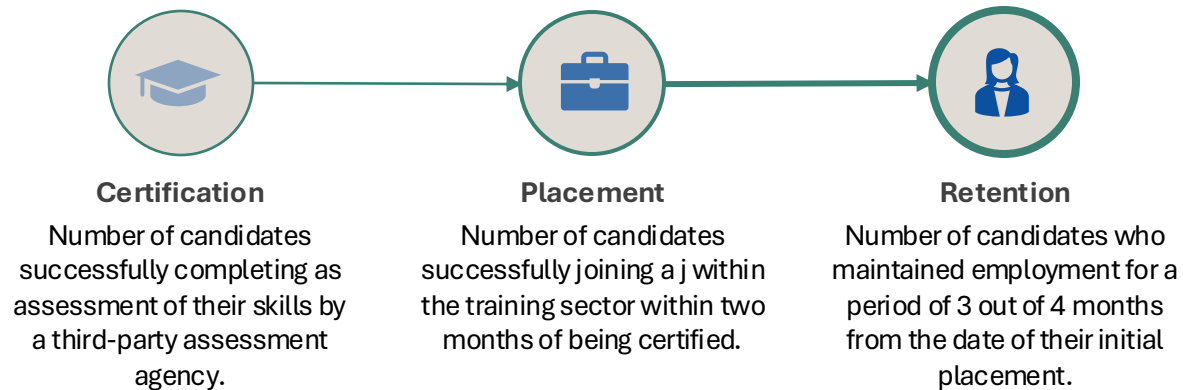 Certification
Number of candidates
successfully completing as
assessment of their skills by
a third-party assessment
agency.
Placement
Number of candidates
successfully joining a j within
the training sector within two
months of being certified.
Retention
Number of candidates who
maintained employment for a
period of 3 out of 4 months
from the date of their initial
placement.